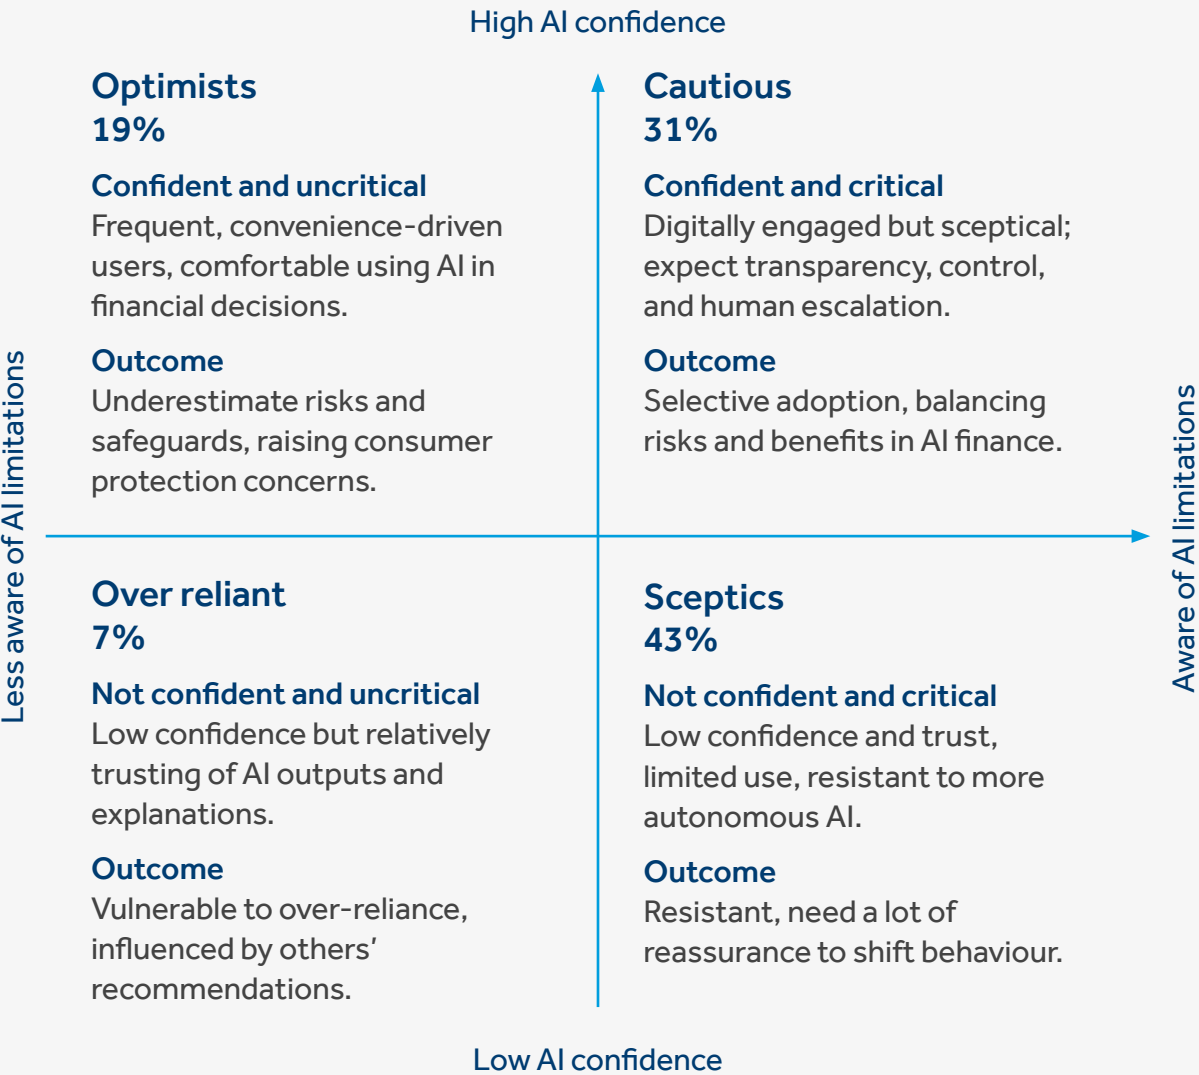 High AI confidence
Optimists
19%
Confident and uncritical
Frequent, convenience-driven
users, comfortable using AI in
financial decisions.
Outcome
Underestimate risks and
safeguards, raising consumer
protection concerns.
Cautious
31%
Confident and critical
Digitally engaged but sceptical;
expect transparency, control,
and human escalation.
Outcome
Selective adoption, balancing
risks and benefits in AI finance.
Less aware of AI limitations
Aware of AI limitations
Over reliant
7%
Not confident and uncritical
Low confidence but relatively
trusting of AI outputs and
explanations.
Outcome
Vulnerable to over-reliance,
influenced by others’
recommendations.
Sceptics
43%
Not confident and critical
Low confidence and trust,
limited use, resistant to more
autonomous AI.
Outcome
Resistant, need a lot of
reassurance to shift behaviour.
Low AI confidence